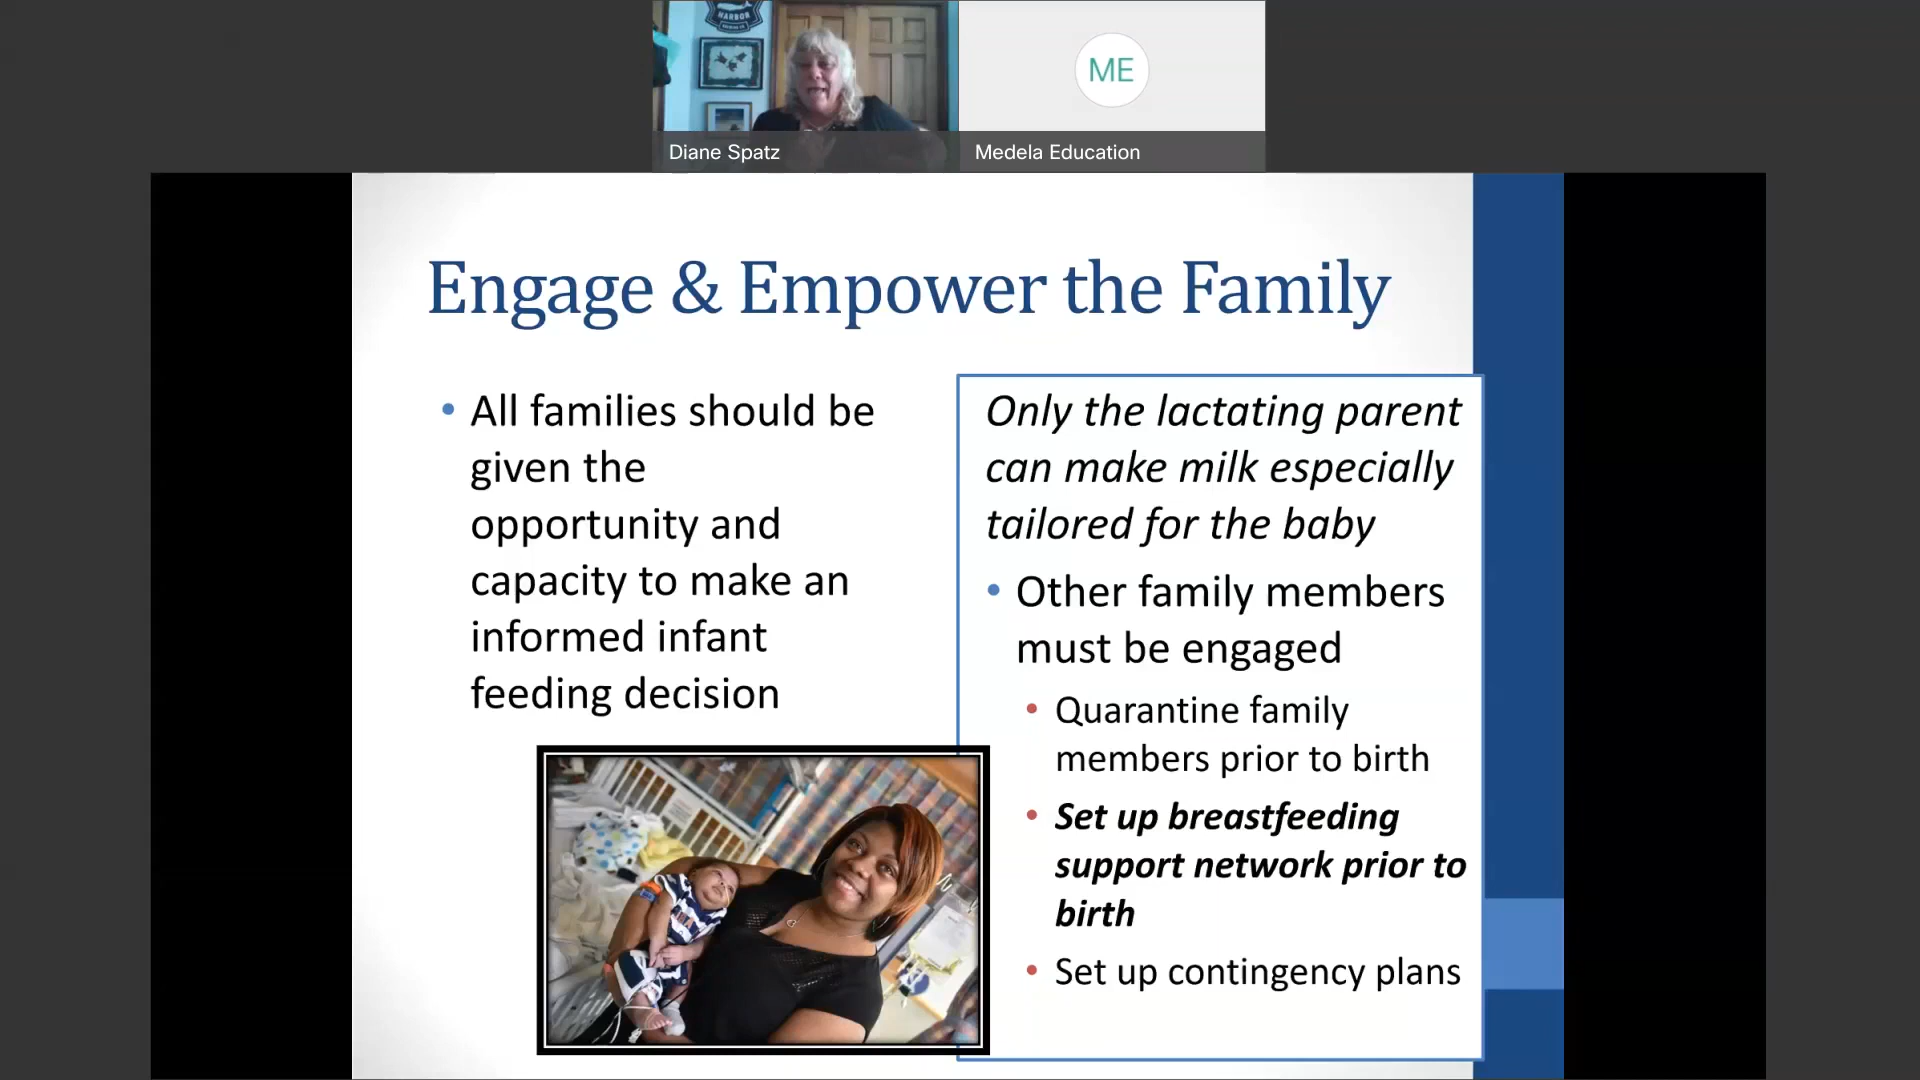 HARBOR
ME
Diane Spatz
Medela Education
Engage & Empower the Family
All families should be
given the
opportunity and
capacity to make an
informed infant
feeding decision
Only the lactating parent
can make milk especially
tailored for the baby
Other family members
must be engaged
Quarantine family
members prior to birth
Set up breastfeeding
support network prior to
birth
Set up contingency plans